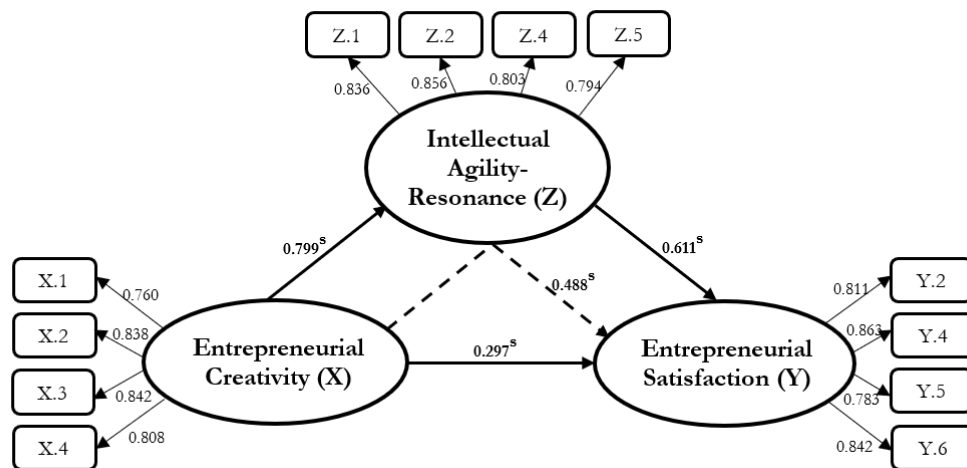 Z.1
Z.2
Z.4
Z.5
0.836
0.856
0.803
0.794
Intellectual
Agility-
Resonance (Z)
0.799s
0.611s
0.488s
X.1
X.2
X.3
X.4
0.760
0.838
0.842
0.808
Entrepreneurial
Creativity (X)
0.297s
Entrepreneurial
Satisfaction (Y)
0.811
0.863
0.783
0.842
Y.2
Y.4
Y.5
Y.6